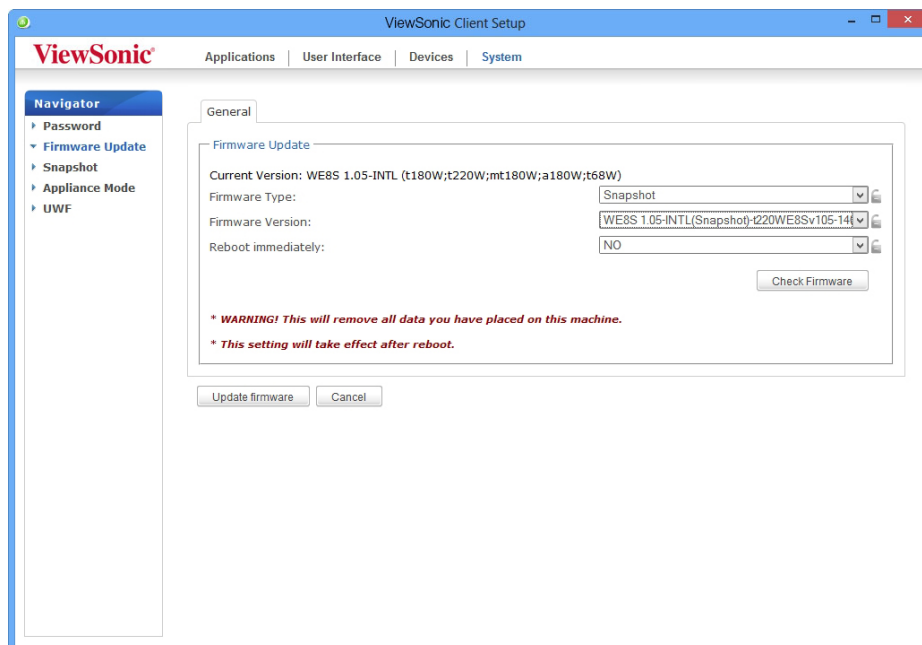 ViewSonic Client Setup
ViewSonic®
Applications
User Interface
Devices
System
Navigator
Password
Firmware Update
Snapshot
Appliance Mode
UWF
General
Firmware Update
Current Version: WE8S 1.05-INTL (t180W;t220W;mt180W;a180W;t68W)
Firmware Type:
Snapshot
Firmware Version:
WE8S 1.05-INTL(Snapshot)-t220WE8Sv105-14
Reboot immediately:
NO
Check Firmware
* WARNING! This will remove all data you have placed on this machine.
* This setting will take effect after reboot.
Update firmware
Cancel